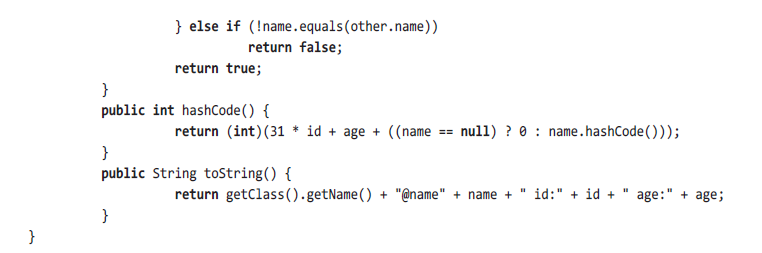 } else if (!name.equals(other.name))
return false;
return true;
}
public int hashCode() {
return (int)(31 * id + age + ((name == null) ? 0 : name.hashCode()));
}
public String toString() {
return getClass().getName() + "@name" + name + " id:" + id + " age:" + age;
}
}